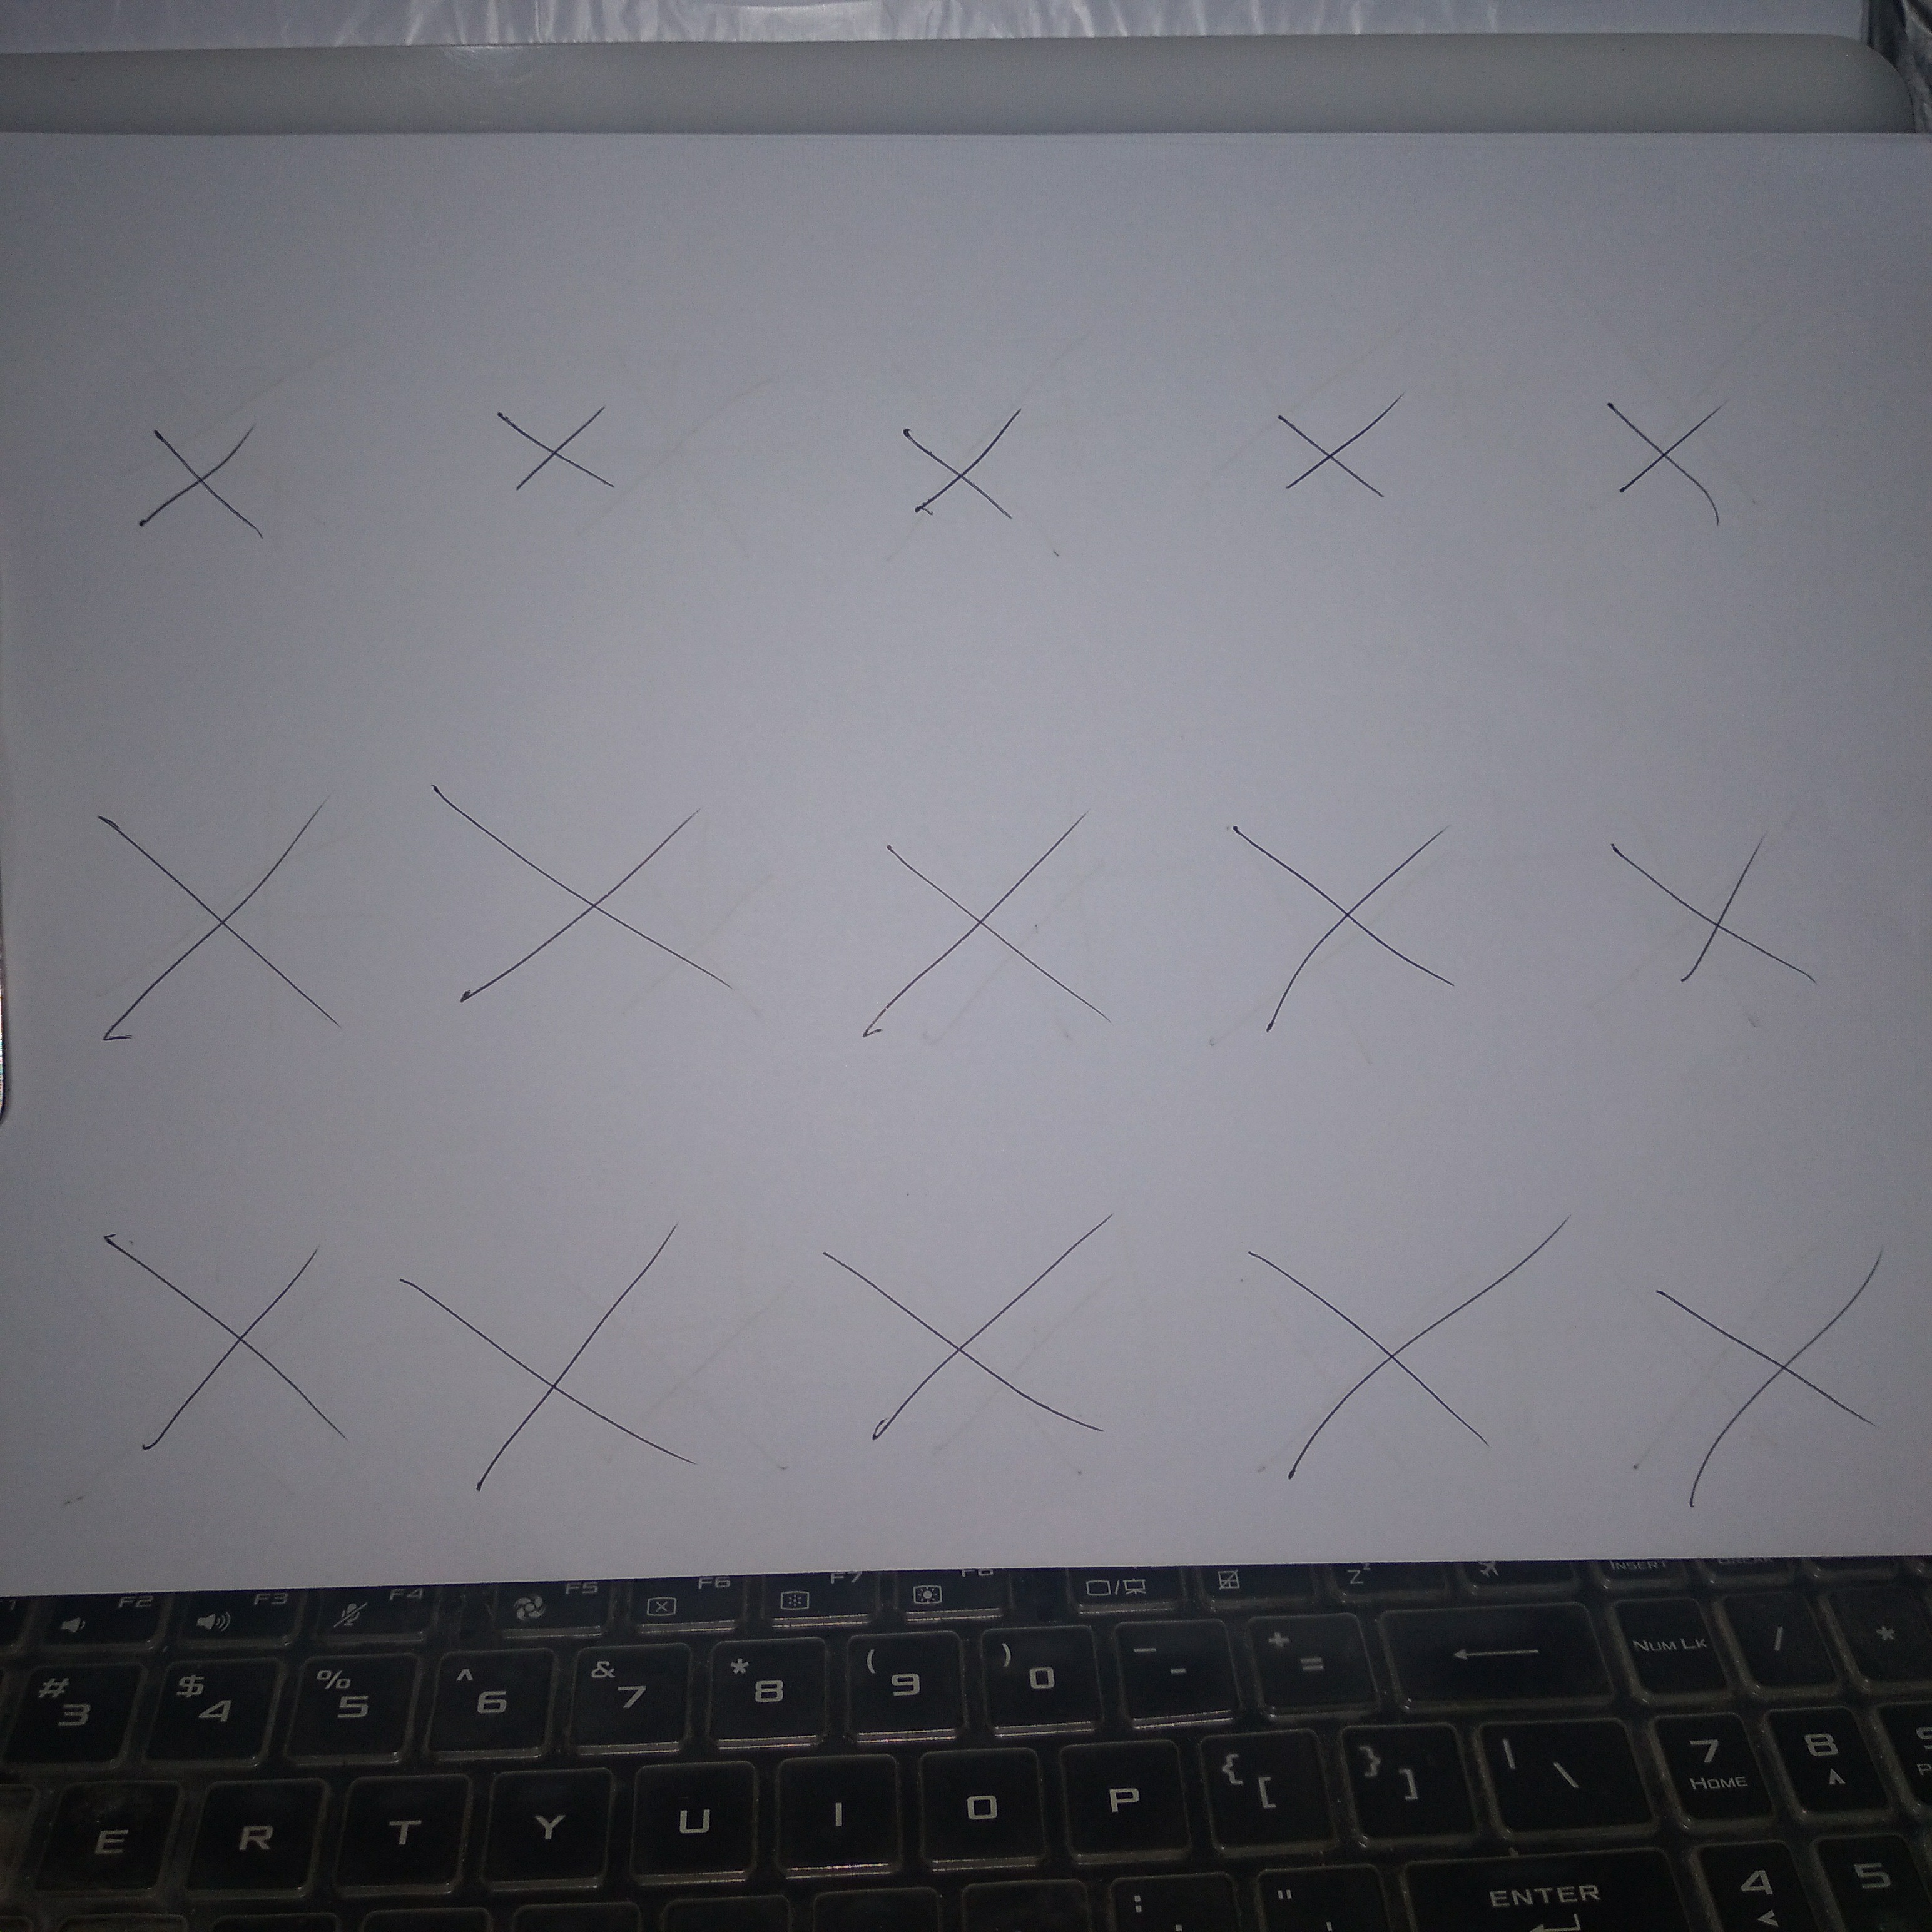 X X X X X
X X X X X
X X X X X
F2 F3 F4 F5 F6 F7 F8 Z INSERT
# 3 $ 4 % 5 ^ 6 & 7 * 8 ( 9 ) 0 _ - + = NUM LK / *
E R T Y U I O P { [ } ] | \ 7 HOME 8
: ; " ' ENTER 4 5